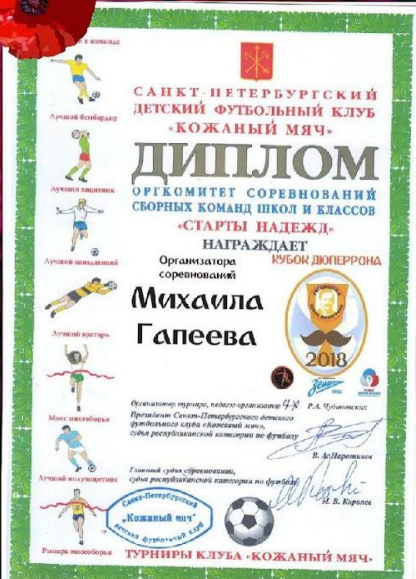 в команде
САНКТ-ПЕТЕРБУРГСКИЙ
ДЕТСКИЙ ФУТБОЛЬНЫЙ КЛУБ
«КОЖАНЫЙ МЯЧ»
Лучший бомбардир
ДИПЛОМ
Лучший защитник
ОРГКОМИТЕТ СОРЕВНОВАНИЙ
СБОРНЫХ КОМАНД ШКОЛ И КЛАССОВ
«СТАРТЫ НАДЕЖД»
НАГРАЖДАЕТ
Лучший нападающий
Организатора
соревнований
КУБОК ДЮПЕРРОНА
Михаила
Гапеева
Лучший вратарь
2018
Зенит
Мисс многоборья
Организатор турнира, педагог-организатор
Р.А. Чудиновских
Президент Санкт-Петербургского детского
футбольного клуба «Кожаный мяч»,
судья республиканской категории по футболу
Лучший полузащитник
Главный судья соревнований,
судья республиканской категории по футболу
М. В. Королев
Санкт-Петербургский
„Кожаный мяч"
детский футбольный клуб
Рыцарь многоборья
ТУРНИРЫ КЛУБА «КОЖАНЫЙ МЯЧ»